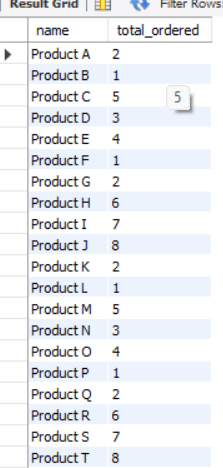 Result Grid Filter Rows:
name total_ordered
Product A 2
Product B 1
Product C 5
5
Product D 3
Product E 4
Product F 1
Product G 2
Product H 6
Product I 7
Product J 8
Product K 2
Product L 1
Product M 5
Product N 3
Product O 4
Product P 1
Product Q 2
Product R 6
Product S 7
Product T 8